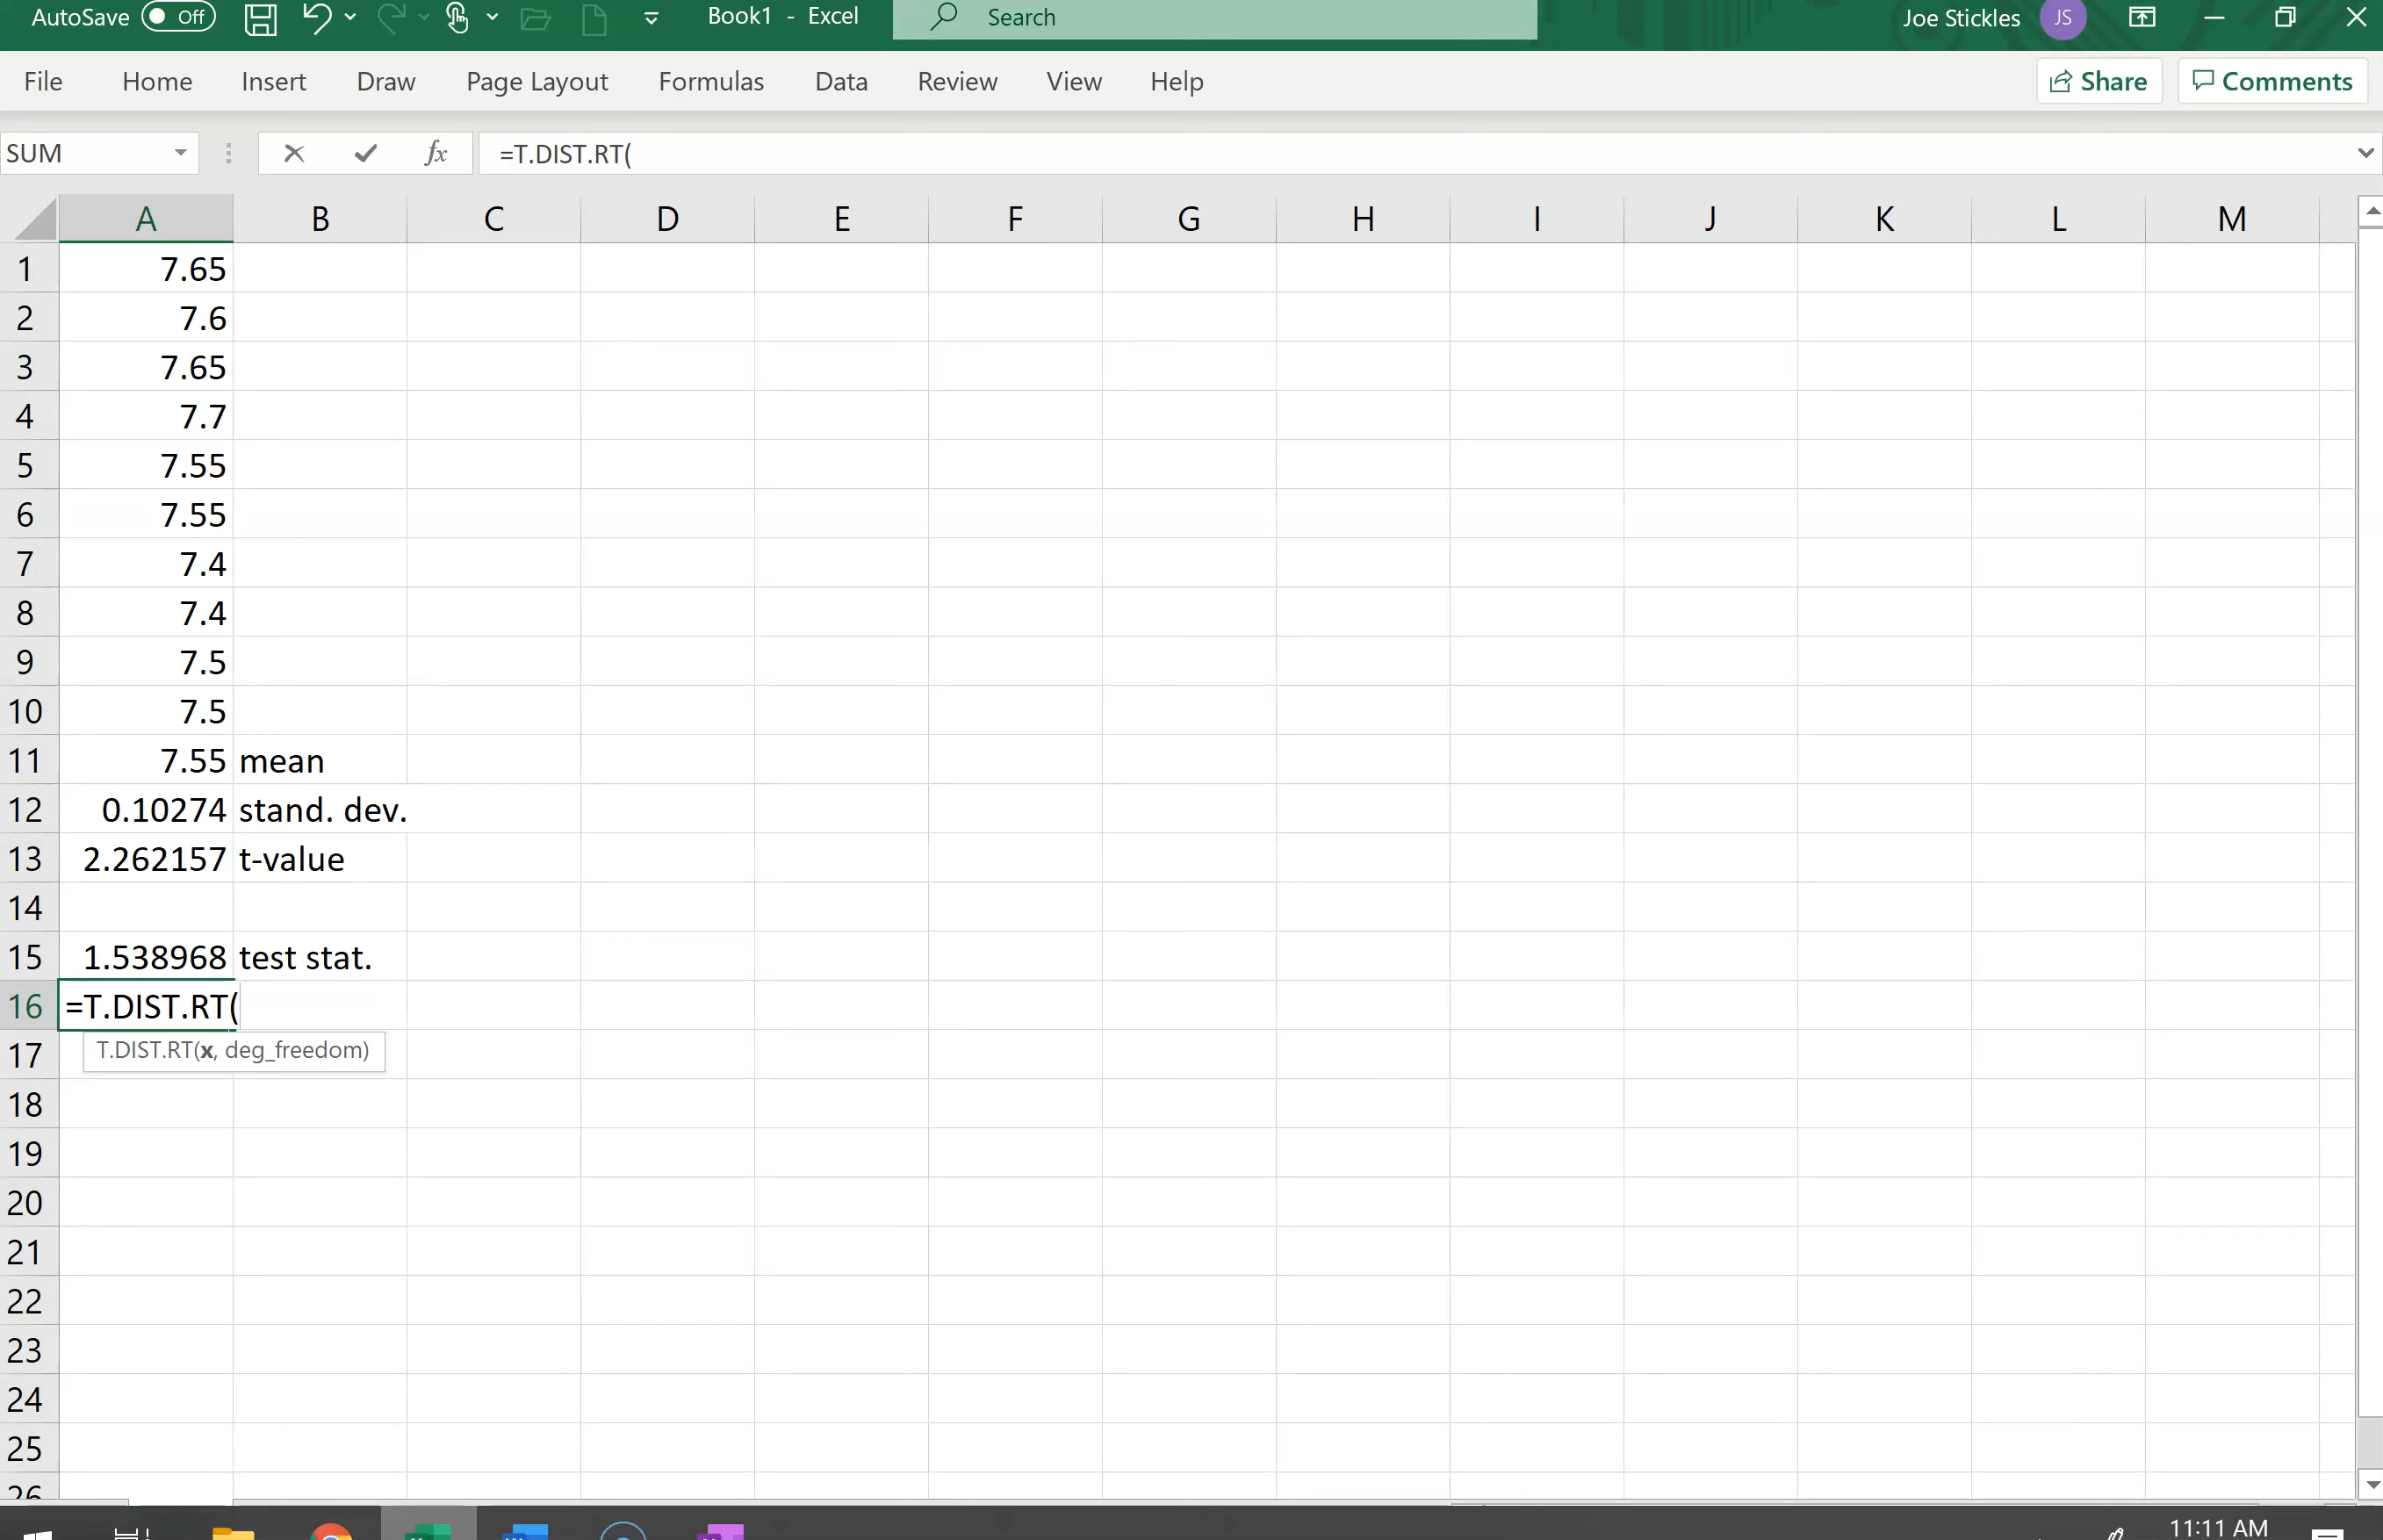 AutoSave Off Book1 - Excel Search Joe Stickles JS
File Home Insert Draw Page Layout Formulas Data Review View Help Share Comments
SUM fx =T.DIST.RT(
A B C D E F G H I J K L M
1 7.65
2 7.6
3 7.65
4 7.7
5 7.55
6 7.55
7 7.4
8 7.4
9 7.5
10 7.5
11 7.55 mean
12 0.10274 stand. dev.
13 2.262157 t-value
14
15 1.538968 test stat.
16 =T.DIST.RT(
17 T.DIST.RT(x, deg_freedom)
18
19
20
21
22
23
24
25
26
11:11 AM